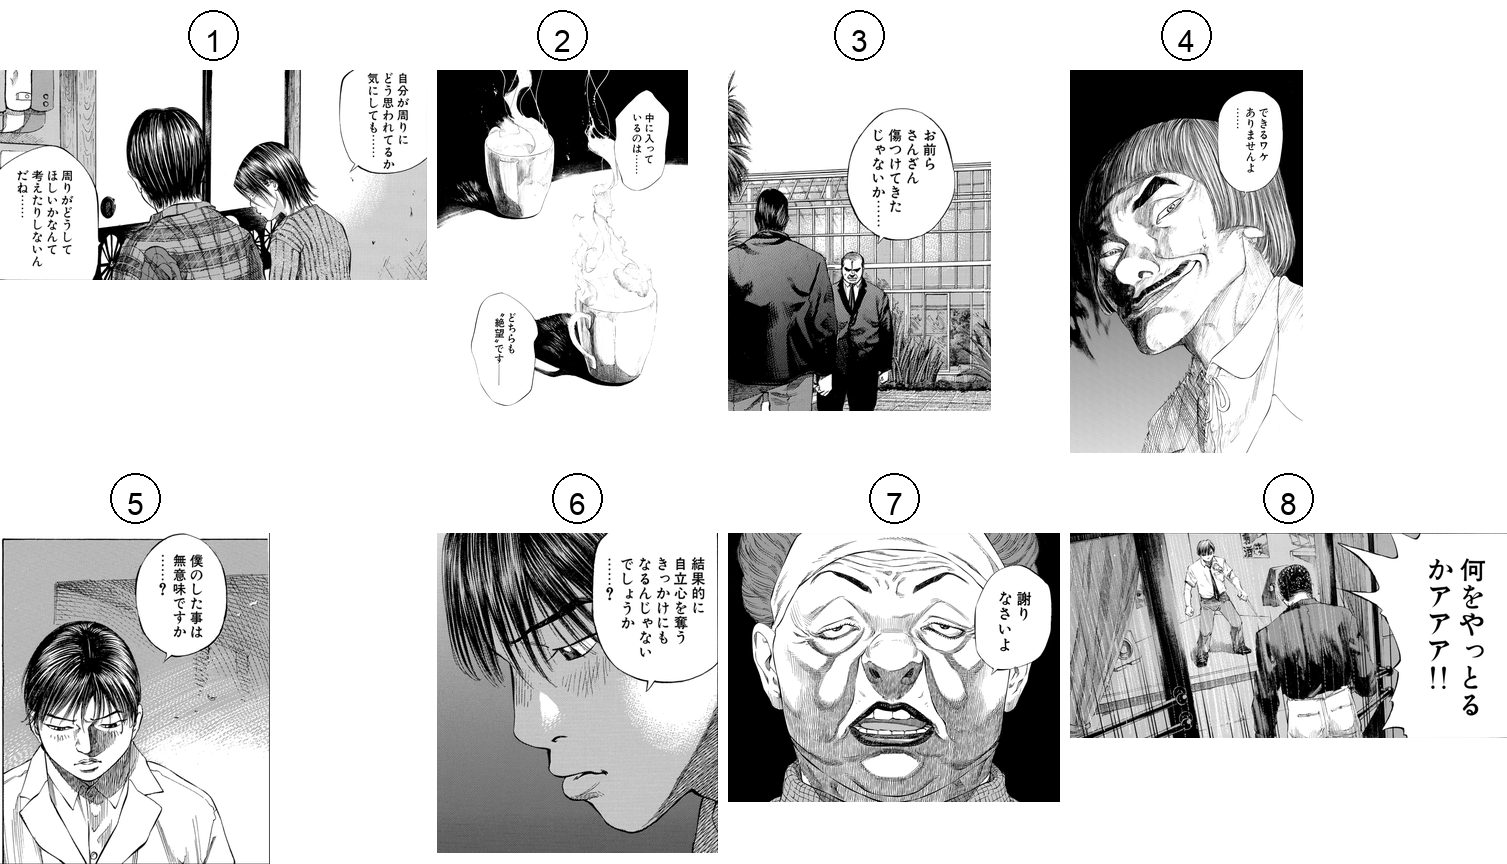 1
自分が周りに
どう思われてるか
気にしても……
周りがどうして
ほしいかなんて
考えたりしないん
だね……
2
中に入って
いるのは……
どちらも
"絶望"です――
3
お前ら
さんざん
傷つけてきた
じゃないか……
4
できるワケ
ありませんよ
……
5
僕のした事は
無意味ですか
……?
6
結果的に
自立心を奪う
きっかけにも
なるんじゃない
でしょうか
……?
7
謝り
なさいよ
8
何をやっとる
かアアア!!